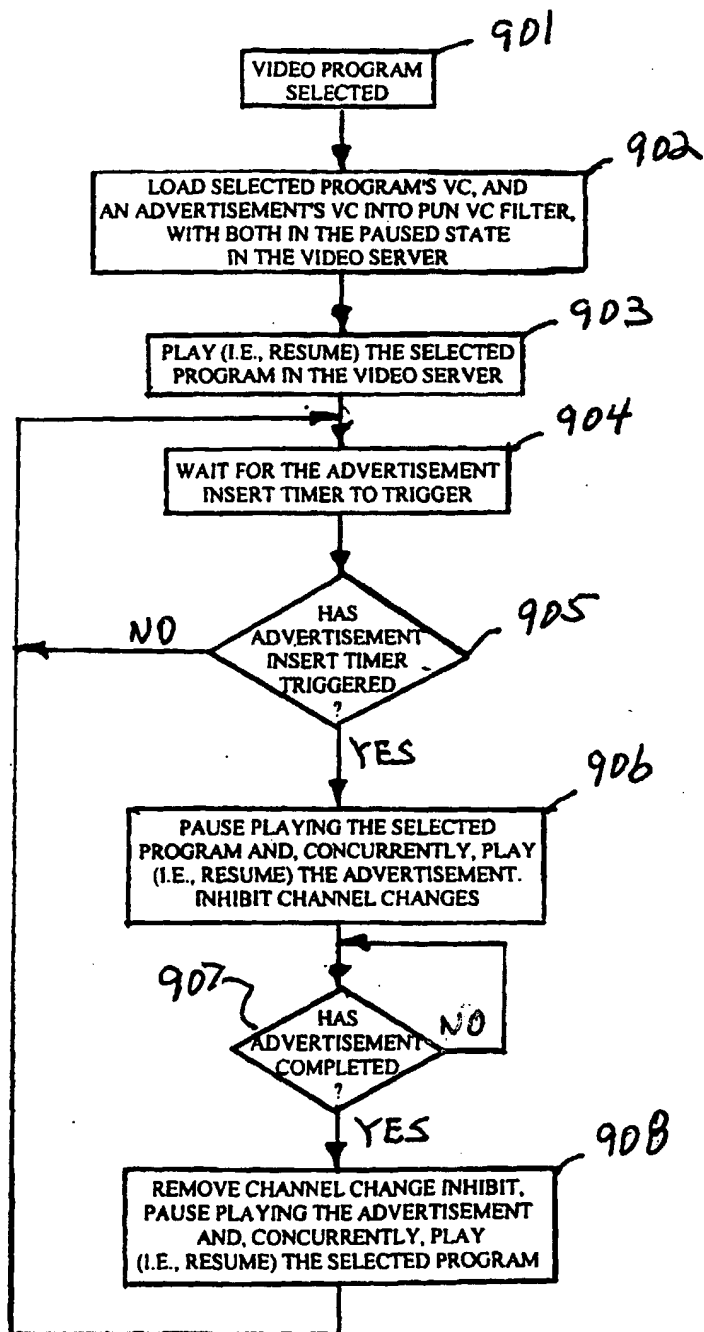 901
VIDEO PROGRAM
SELECTED
902
LOAD SELECTED PROGRAM'S VC, AND
AN ADVERTISEMENT'S VC INTO PUN VC FILTER,
WITH BOTH IN THE PAUSED STATE
IN THE VIDEO SERVER
903
PLAY (I.E., RESUME) THE SELECTED
PROGRAM IN THE VIDEO SERVER
904
WAIT FOR THE ADVERTISEMENT
INSERT TIMER TO TRIGGER
905
HAS
ADVERTISEMENT
INSERT TIMER
TRIGGERED
?
NO
YES
906
PAUSE PLAYING THE SELECTED
PROGRAM AND, CONCURRENTLY, PLAY
(I.E., RESUME) THE ADVERTISEMENT.
INHIBIT CHANNEL CHANGES
907
HAS
ADVERTISEMENT
COMPLETED
?
NO
YES
908
REMOVE CHANNEL CHANGE INHIBIT,
PAUSE PLAYING THE ADVERTISEMENT
AND, CONCURRENTLY, PLAY
(I.E., RESUME) THE SELECTED PROGRAM